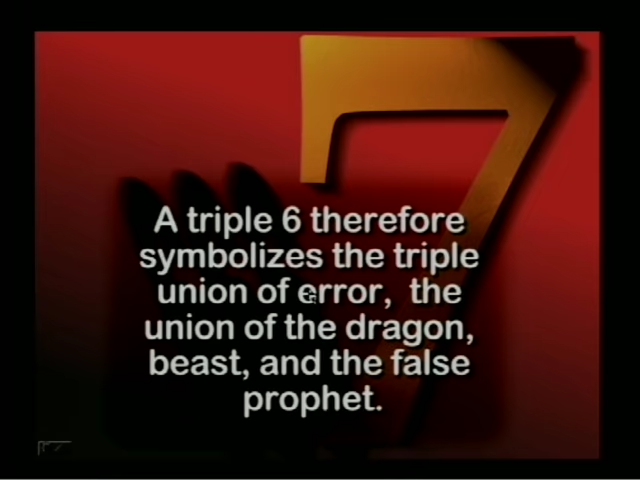 7
A triple 6 therefore
symbolizes the triple
union of error,  the
union of the dragon,
beast, and the false
prophet.